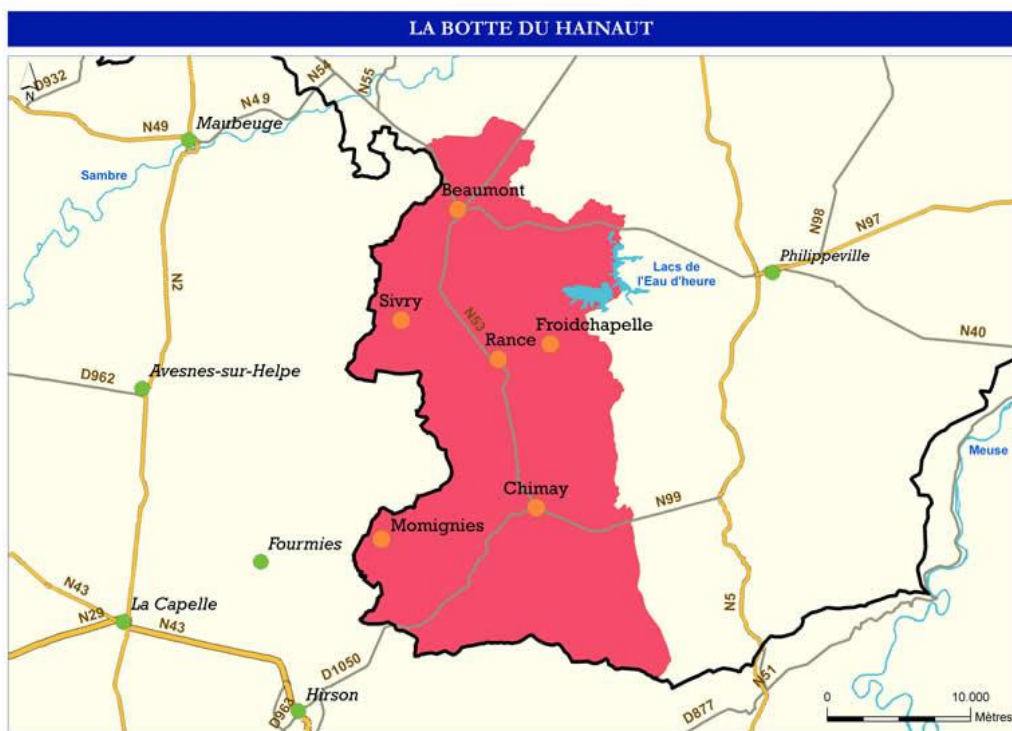 LA BOTTE DU HAINAUT
N
D932
N54
N55
N49
N49
Maubeuge
Sambre
Beaumont
N98
N97
Philippeville
Lacs de
l'Eau d'heure
N2
Sivry
N53
Froidchapelle
Rance
N40
D962
Avesnes-sur-Helpe
Meuse
Chimay
N99
Momignies
Fourmies
N43
La Capelle
N29
N43
N5
D1050
N51
Hirson
D963
D877
0
10.000
Mètres